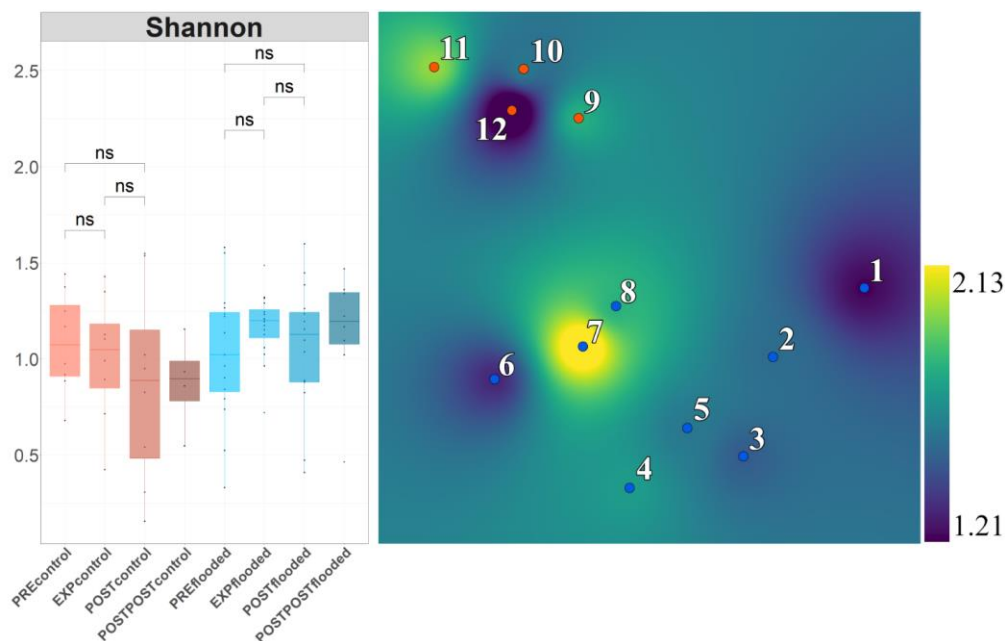 Shannon
2.5
2.0
1.5
1.0
0.5
ns
ns
ns
ns
ns
ns
PREcontrol
EXPcontrol
POSTcontrol
POSTPOSTcontrol
PREflooded
EXPflooded
POSTflooded
POSTPOSTflooded
11
10
9
12
1
8
7
2
6
5
3
4
2.13
1.21